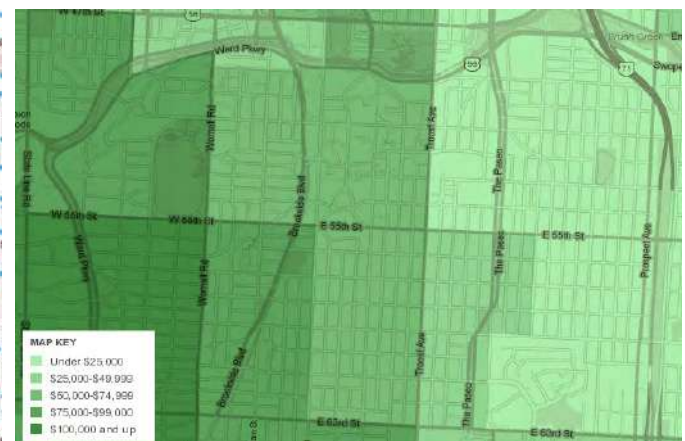 W 47th St
56
Ward Pkwy
Brush Creek
56
71
Wornall Rd
Troost Ave
The Paseo
State Line Rd
Brookside Blvd
W 55th St
W 55th St
E 55th St
E 55th St
Ward Pkwy
Wornall Rd
The Paseo
Prospect Ave
MAP KEY
Under $25,000
$25,000-$49,999
$50,000-$74,999
$75,000-$99,000
$100,000 and up
Brookside Blvd
Troost Ave
The Paseo
E 63rd St
E 63rd St